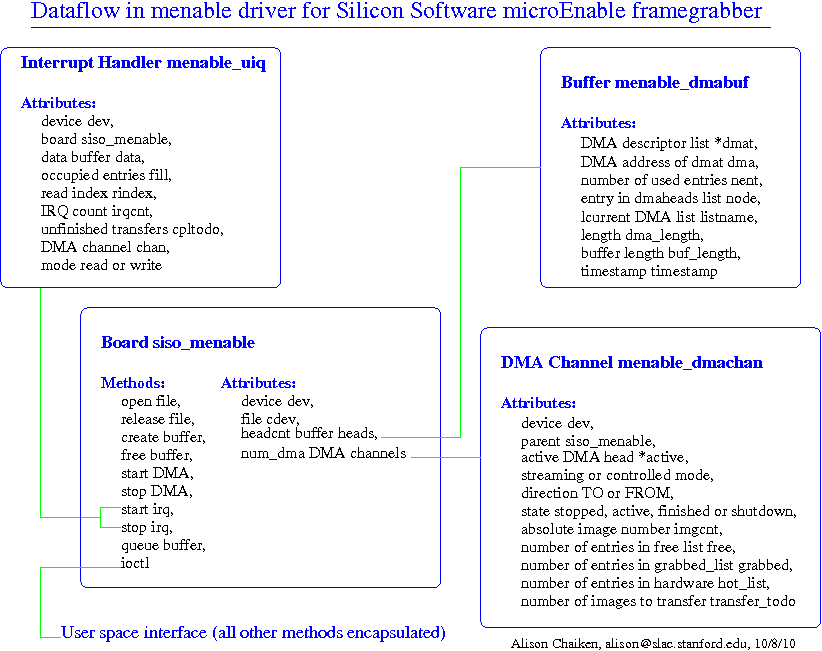 Dataflow in menable driver for Silicon Software microEnable framegrabber
Interrupt Handler menable_uiq
Attributes:
device dev,
board siso_menable,
data buffer data,
occupied entries fill,
read index rindex,
IRQ count irqcnt,
unfinished transfers cpltodo,
DMA channel chan,
mode read or write
Buffer menable_dmabuf
Attributes:
DMA descriptor list *dmat,
DMA address of dmat dma,
number of used entries nent,
entry in dmaheads list node,
lcurrent DMA list listname,
length dma_length,
buffer length buf_length,
timestamp timestamp
Board siso_menable
Methods:
open file,
release file,
create buffer,
free buffer,
start DMA,
stop DMA,
start irq,
stop irq,
queue buffer,
ioctl
Attributes:
device dev,
file cdev,
headcnt buffer heads,
num_dma DMA channels
DMA Channel menable_dmachan
Attributes:
device dev,
parent siso_menable,
active DMA head *active,
streaming or controlled mode,
direction TO or FROM,
state stopped, active, finished or shutdown,
absolute image number imgcnt,
number of entries in free list free,
number of entries in grabbed_list grabbed,
number of entries in hardware hot_list,
number of images to transfer transfer_todo
User space interface (all other methods encapsulated)
Alison Chaiken, alison@slac.stanford.edu, 10/8/10